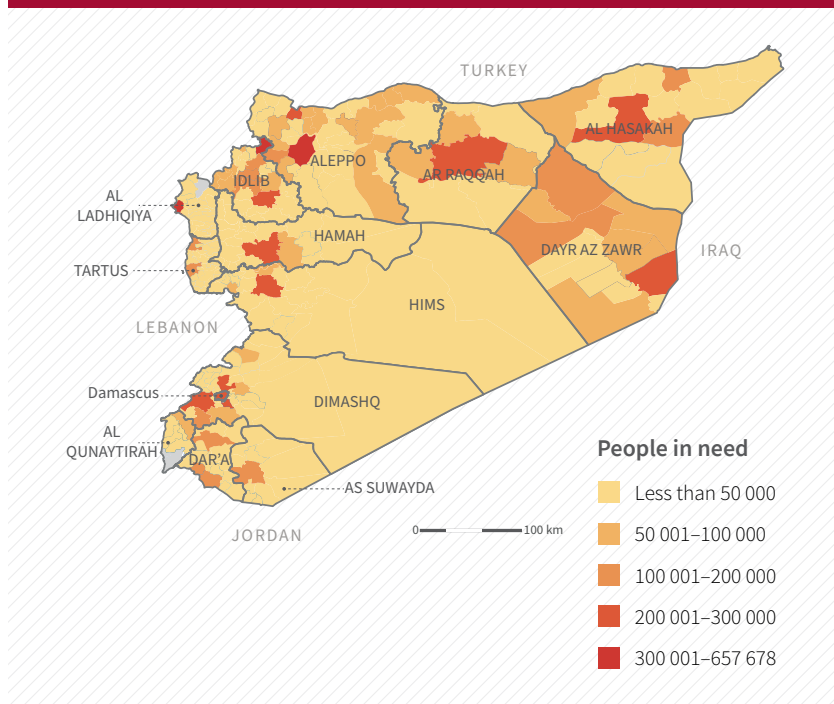 TURKEY
AL HASAKAH
ALEPPO
AR RAQQAH
IDLIB
AL
LADHIQIYA
HAMAH
DAYR AZ ZAWR
IRAQ
TARTUS
HIMS
LEBANON
Damascus
DIMASHQ
AL
QUNAYTIRAH
DAR'A
AS SUWAYDA
JORDAN
0 100 km
People in need
Less than 50 000
50 001–100 000
100 001–200 000
200 001–300 000
300 001–657 678